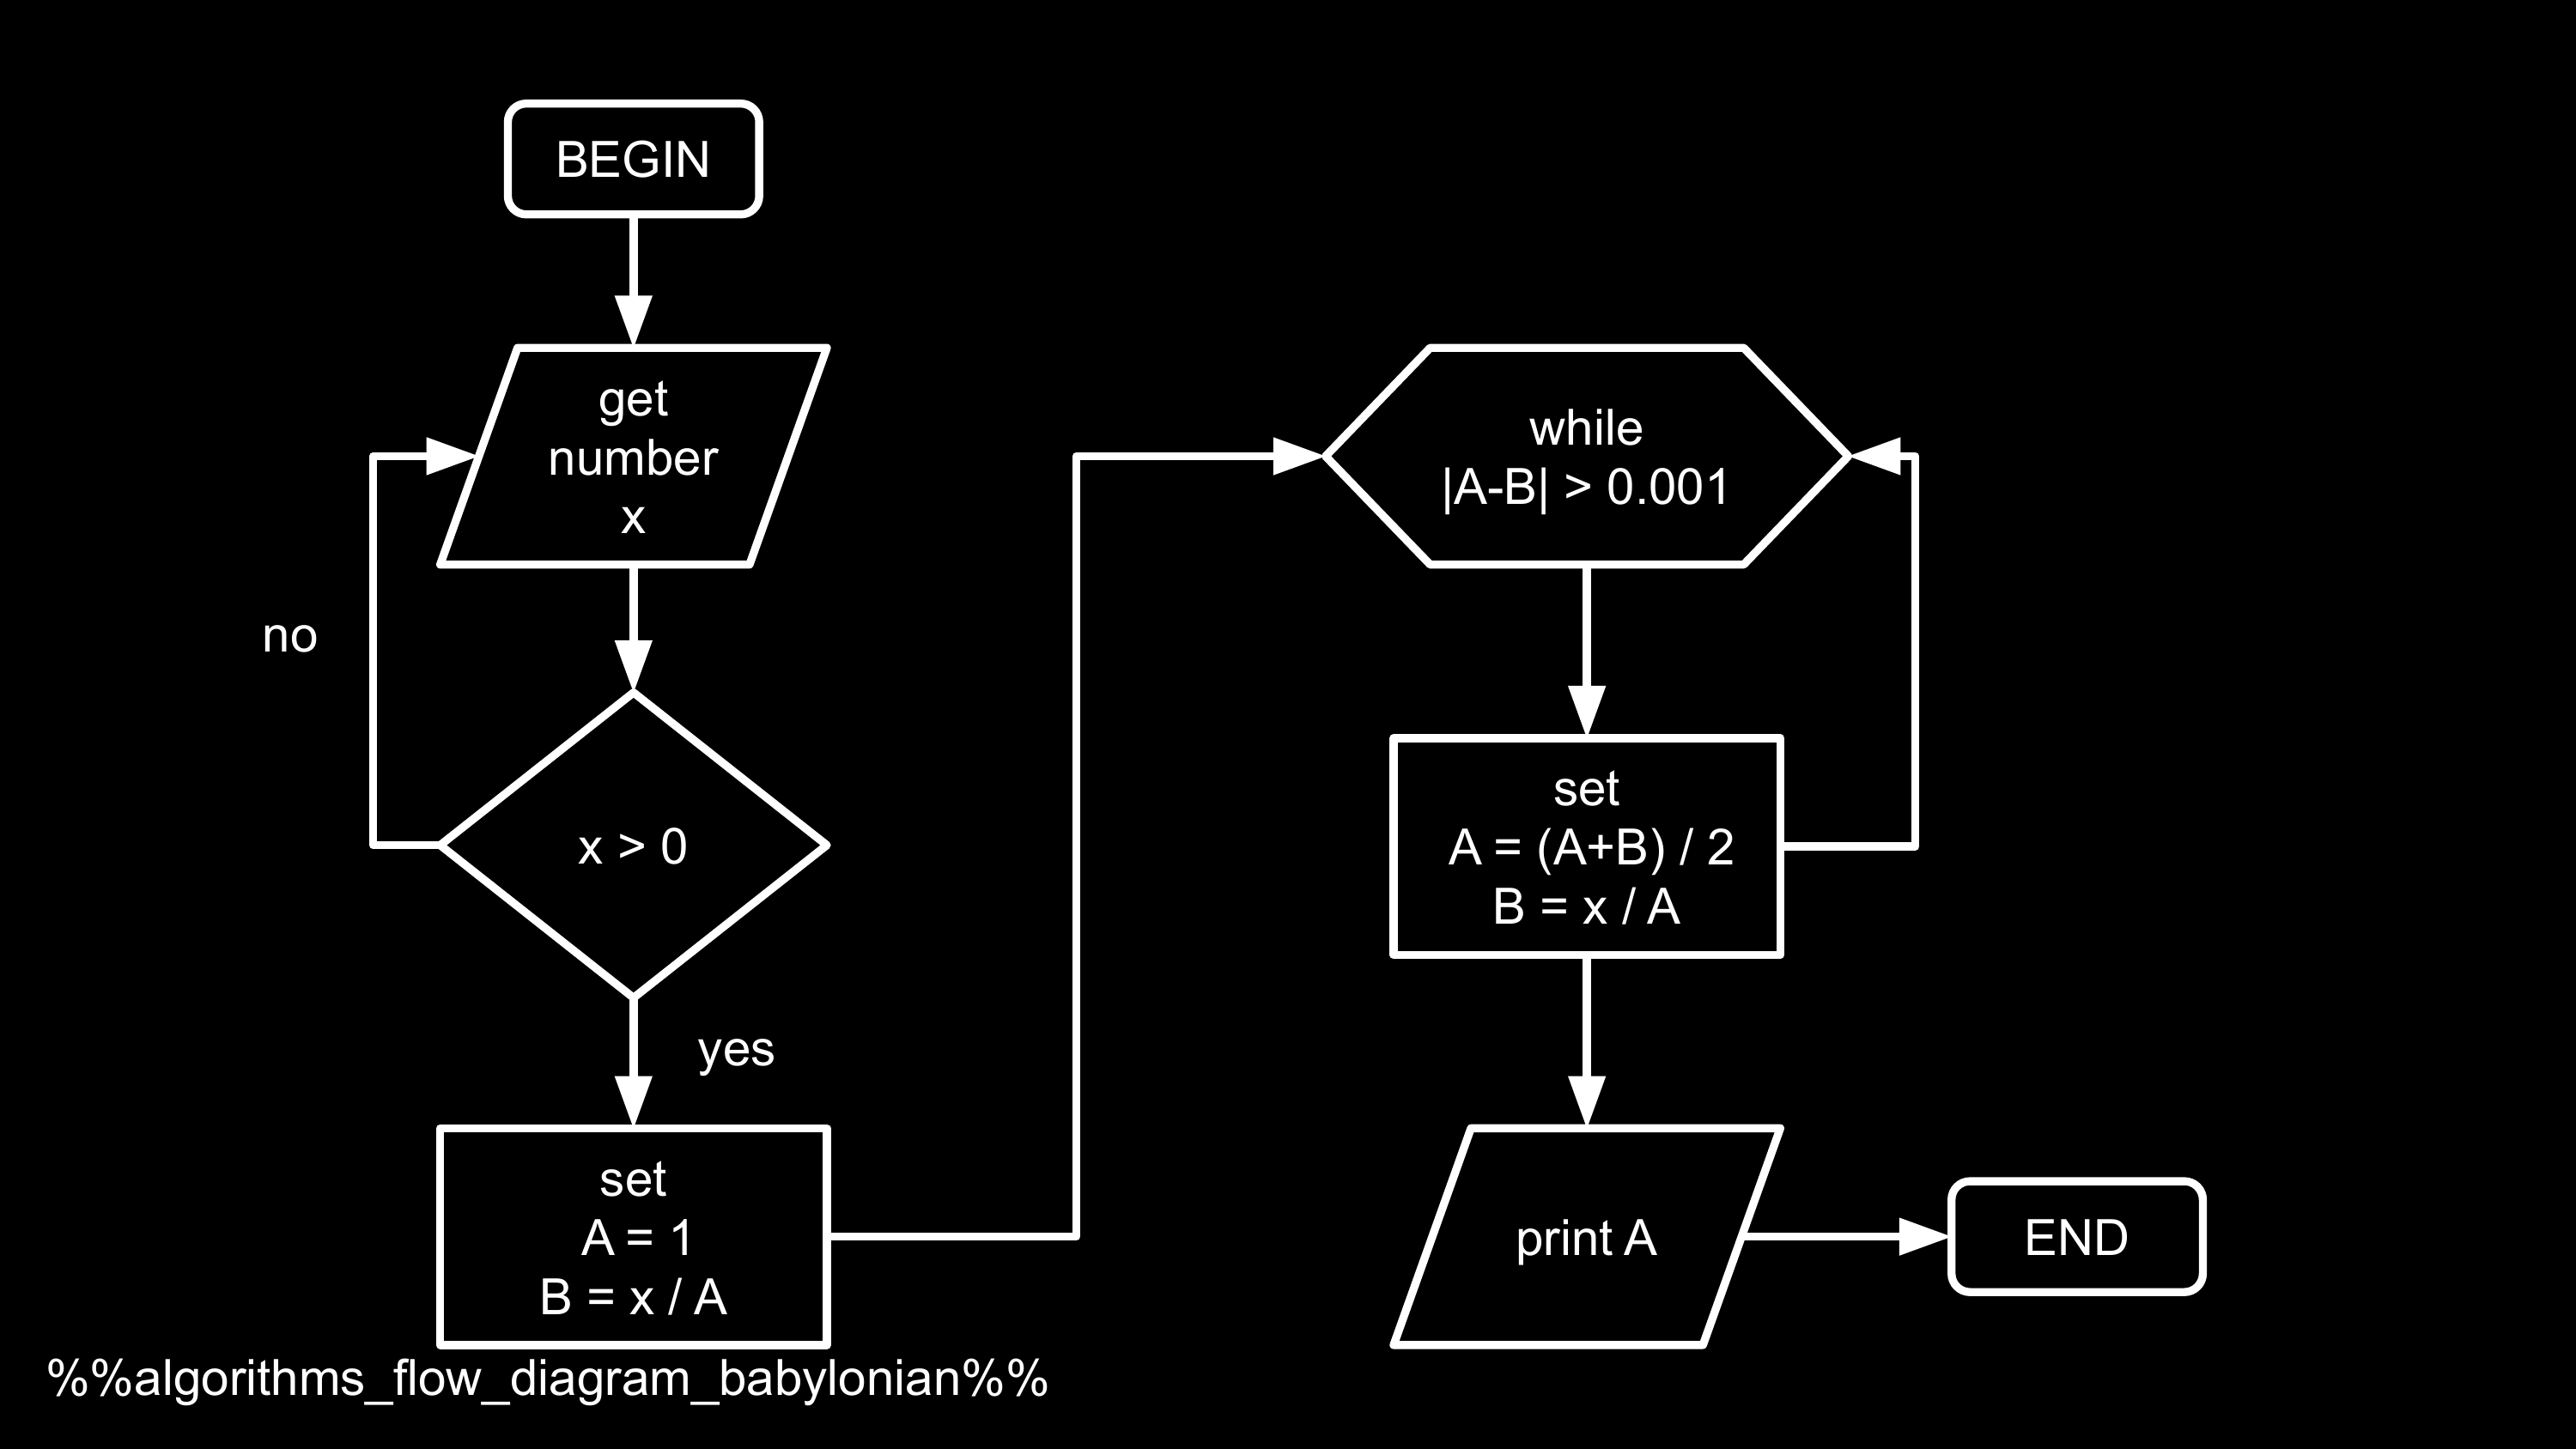 BEGIN
get
number
x
no
x > 0
yes
set
A = 1
B = x / A
while
|A-B| > 0.001
set
A = (A+B) / 2
B = x / A
print A
END
%%algorithms_flow_diagram_babylonian%%